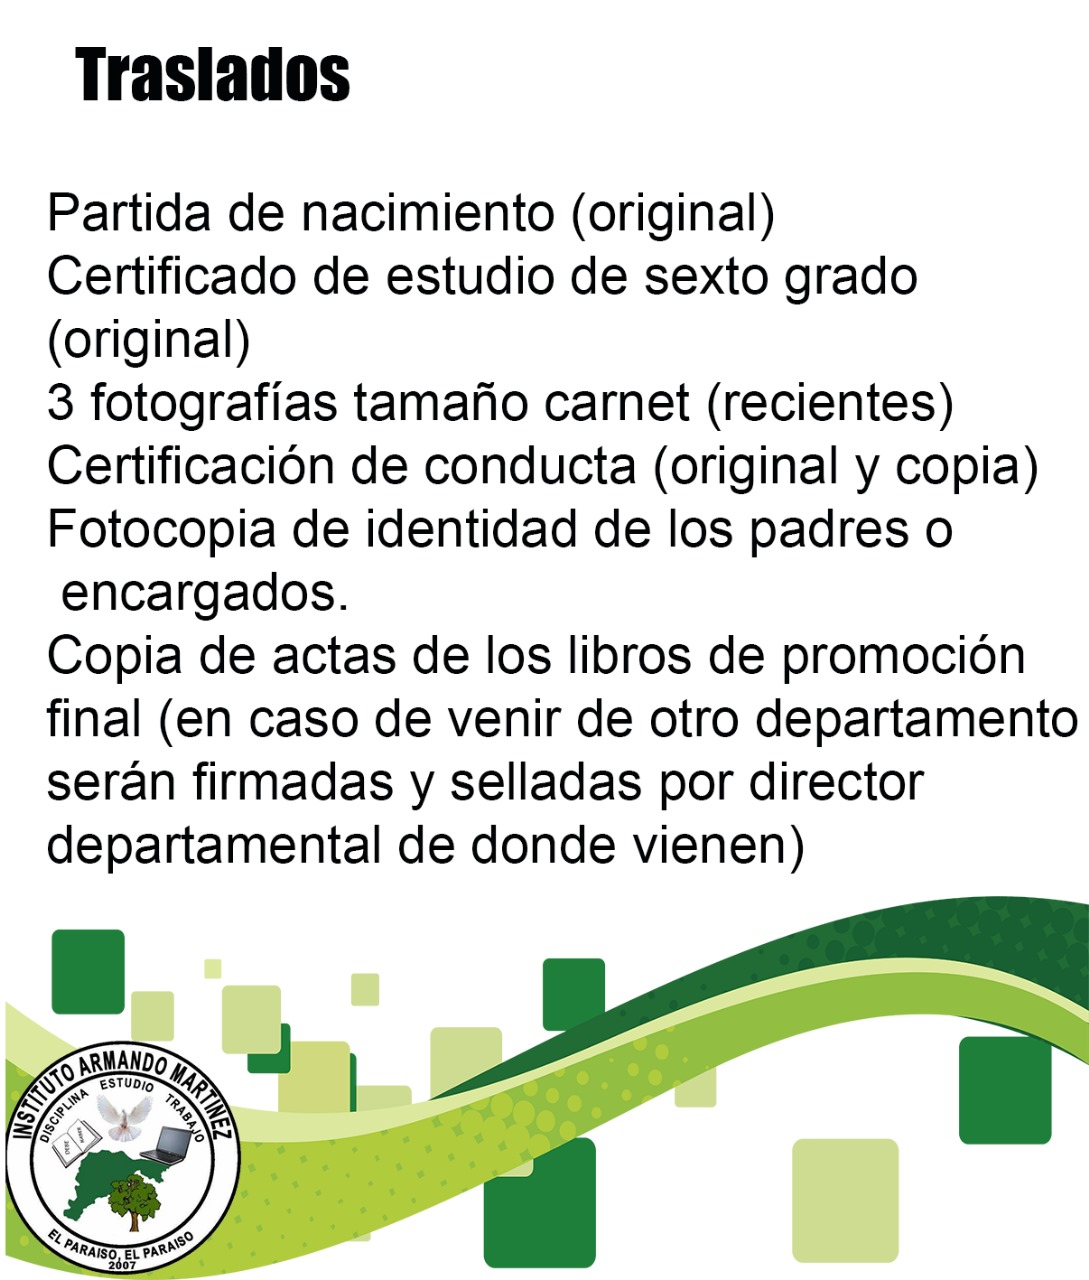 Traslados
Partida de nacimiento (original)
Certificado de estudio de sexto grado
(original)
3 fotografías tamaño carnet (recientes)
Certificación de conducta (original y copia)
Fotocopia de identidad de los padres o
encargados.
Copia de actas de los libros de promoción
final (en caso de venir de otro departamento
serán firmadas y selladas por director
departamental de donde vienen)
INSTITUTO ARMANDO MARTINEZ
DISCIPLINA ESTUDIO TRABAJO
EL PARAISO, EL PARAISO
2007